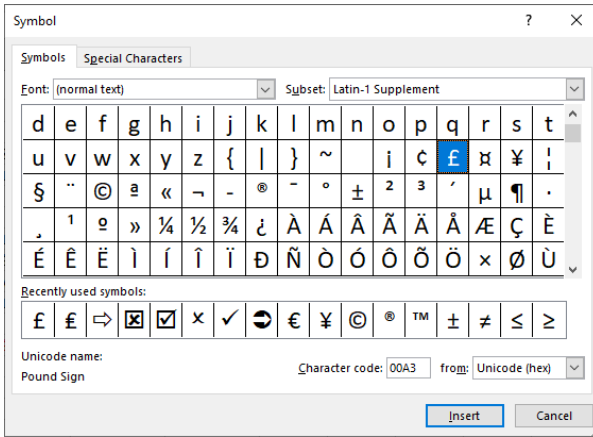 Symbol ? ×
Symbols Special Characters
Font: (normal text) Subset: Latin-1 Supplement
d e f g h i j k l m n o p q r s t
u v w x y z { | } ~ ¡ ¢ £ ¤ ¥ ¦
§ ¨ © ª « ¬ - ® ¯ ° ± ² ³ ´ µ ¶ ·
¸ ¹ º » ¼ ½ ¾ ¿ À Á Â Ã Ä Å Æ Ç È
É Ê Ë Ì Í Î Ï Ð Ñ Ò Ó Ô Õ Ö × Ø Ù
Recently used symbols:
£ ₤ ⇨ ☒ ☑ × ✓ ➲ € ¥ © ® ™ ± ≠ ≤ ≥
Unicode name:
Pound Sign
Character code: 00A3 from: Unicode (hex)
Insert Cancel